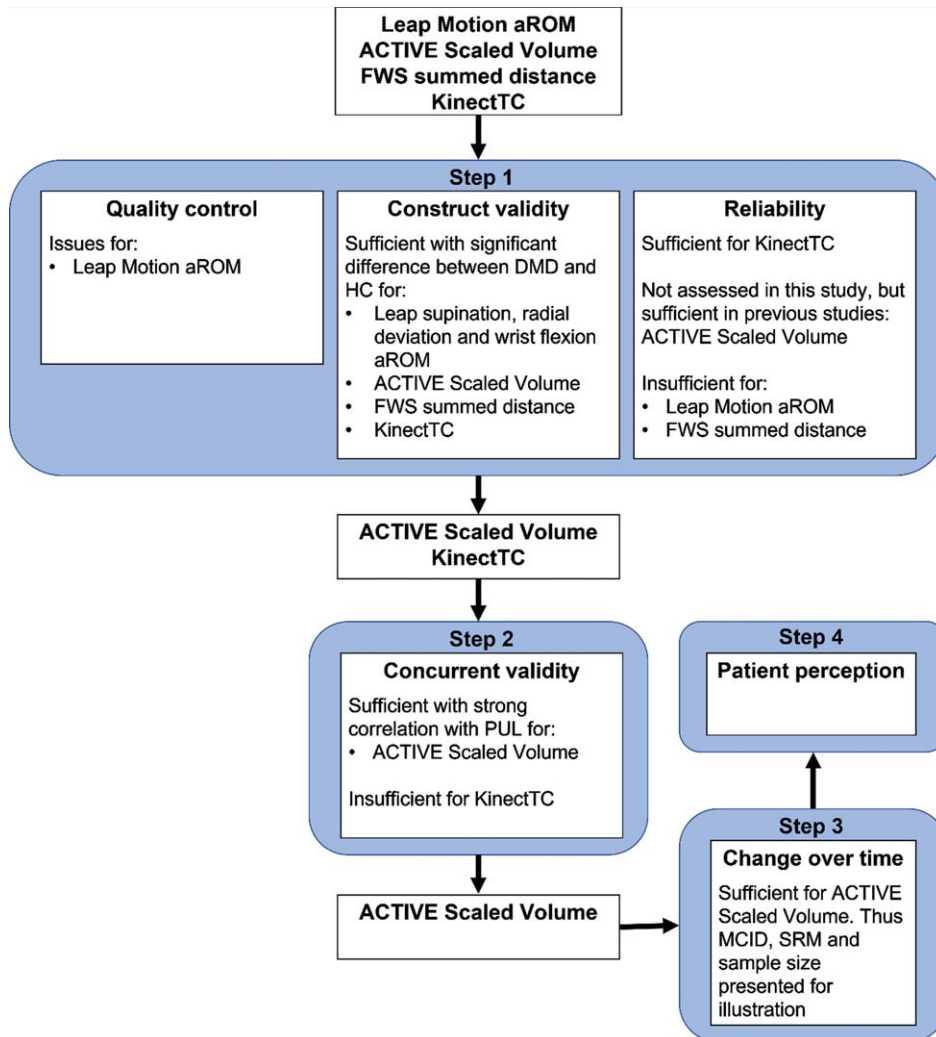 Leap Motion aROM
ACTIVE Scaled Volume
FWS summed distance
KinectTC
Step 1
Quality control
Issues for:
• Leap Motion aROM
Construct validity
Sufficient with significant
difference between DMD and
HC for:
• Leap supination, radial
deviation and wrist flexion
aROM
• ACTIVE Scaled Volume
• FWS summed distance
• KinectTC
Reliability
Sufficient for KinectTC
Not assessed in this study, but
sufficient in previous studies:
ACTIVE Scaled Volume
Insufficient for:
• Leap Motion aROM
• FWS summed distance
ACTIVE Scaled Volume
KinectTC
Step 2
Concurrent validity
Sufficient with strong
correlation with PUL for:
• ACTIVE Scaled Volume
Insufficient for KinectTC
ACTIVE Scaled Volume
Step 3
Change over time
Sufficient for ACTIVE
Scaled Volume. Thus
MCID, SRM and
sample size
presented for
illustration
Step 4
Patient perception